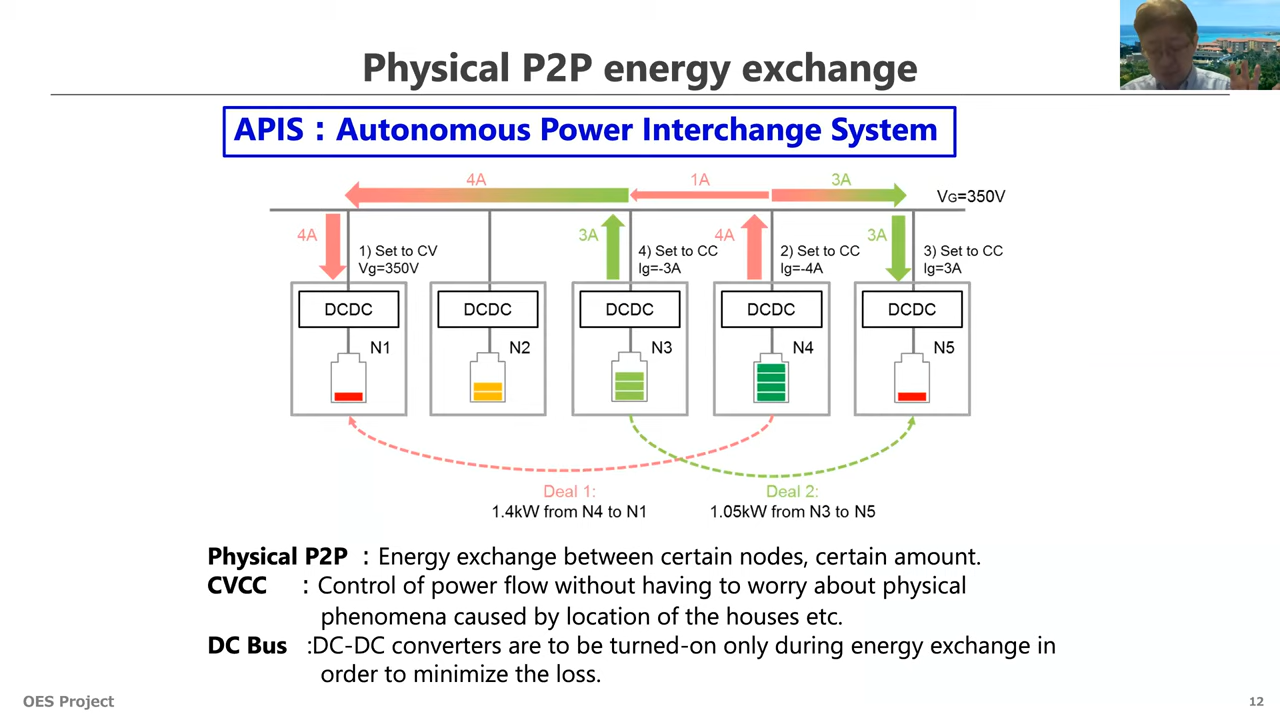 Physical P2P energy exchange
APIS：Autonomous Power Interchange System
4A
1A
3A
VG=350V
4A
1) Set to CV
Vg=350V
3A
4) Set to CC
Ig=-3A
4A
2) Set to CC
Ig=-4A
3A
3) Set to CC
Ig=3A
DCDC
DCDC
DCDC
DCDC
DCDC
N1
N2
N3
N4
N5
Deal 1:
1.4kW from N4 to N1
Deal 2:
1.05kW from N3 to N5
Physical P2P ：Energy exchange between certain nodes, certain amount.
CVCC ：Control of power flow without having to worry about physical
phenomena caused by location of the houses etc.
DC Bus :DC-DC converters are to be turned-on only during energy exchange in
order to minimize the loss.
OES Project
12